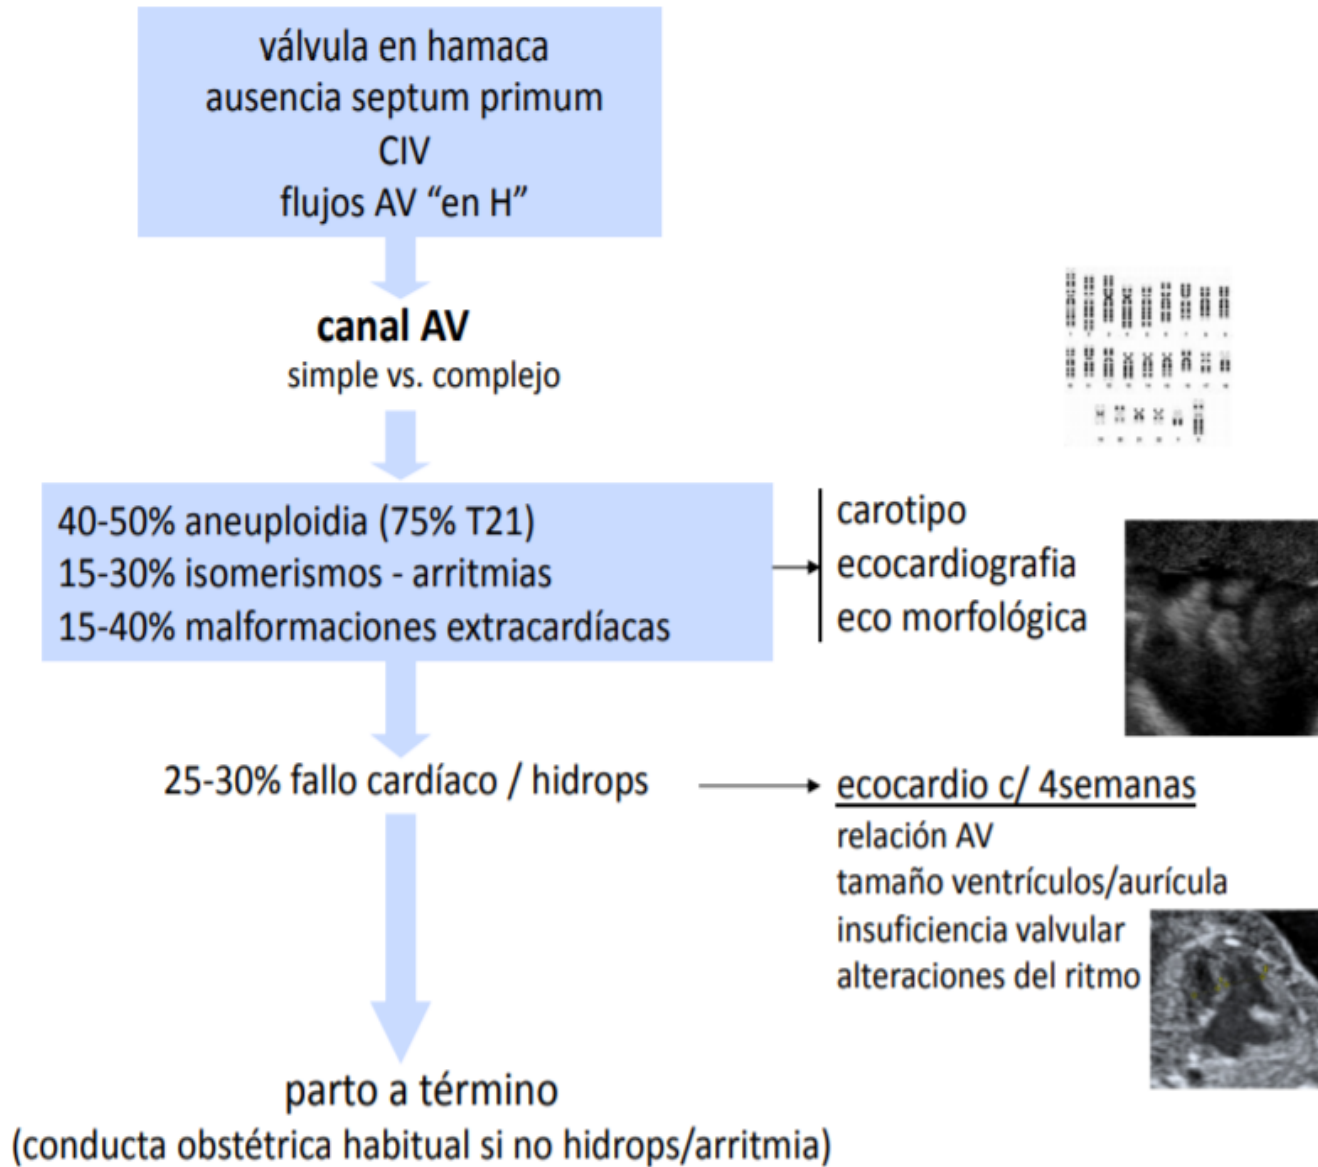 válvula en hamaca
ausencia septum primum
CIV
flujos AV “en H”
canal AV
simple vs. complejo
40-50% aneuploidia (75% T21)
15-30% isomerismos - arritmias
15-40% malformaciones extracardíacas
carotipo
ecocardiografia
eco morfológica
25-30% fallo cardíaco / hidrops
ecocardio c/ 4semanas
relación AV
tamaño ventrículos/aurícula
insuficiencia valvular
alteraciones del ritmo
parto a término
(conducta obstétrica habitual si no hidrops/arritmia)